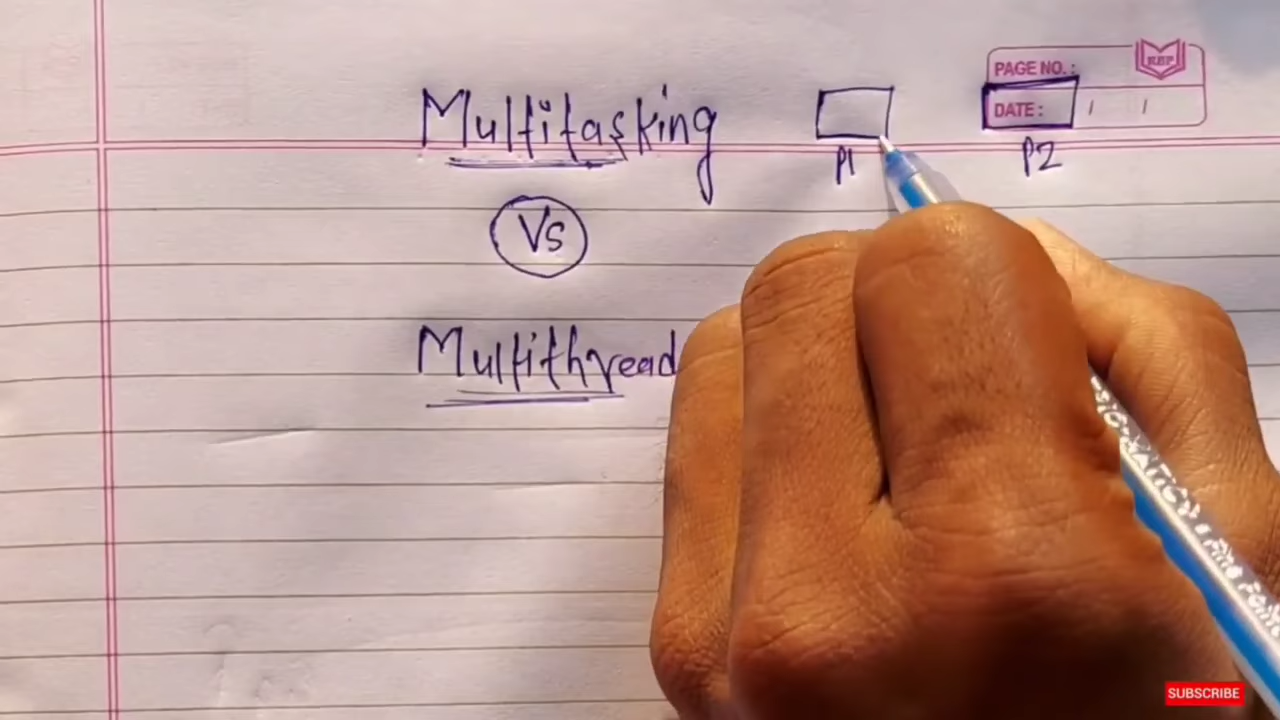 Multitasking
P1
P2
PAGE NO. :
DATE : / /
Vs
Multithread
SUBSCRIBE